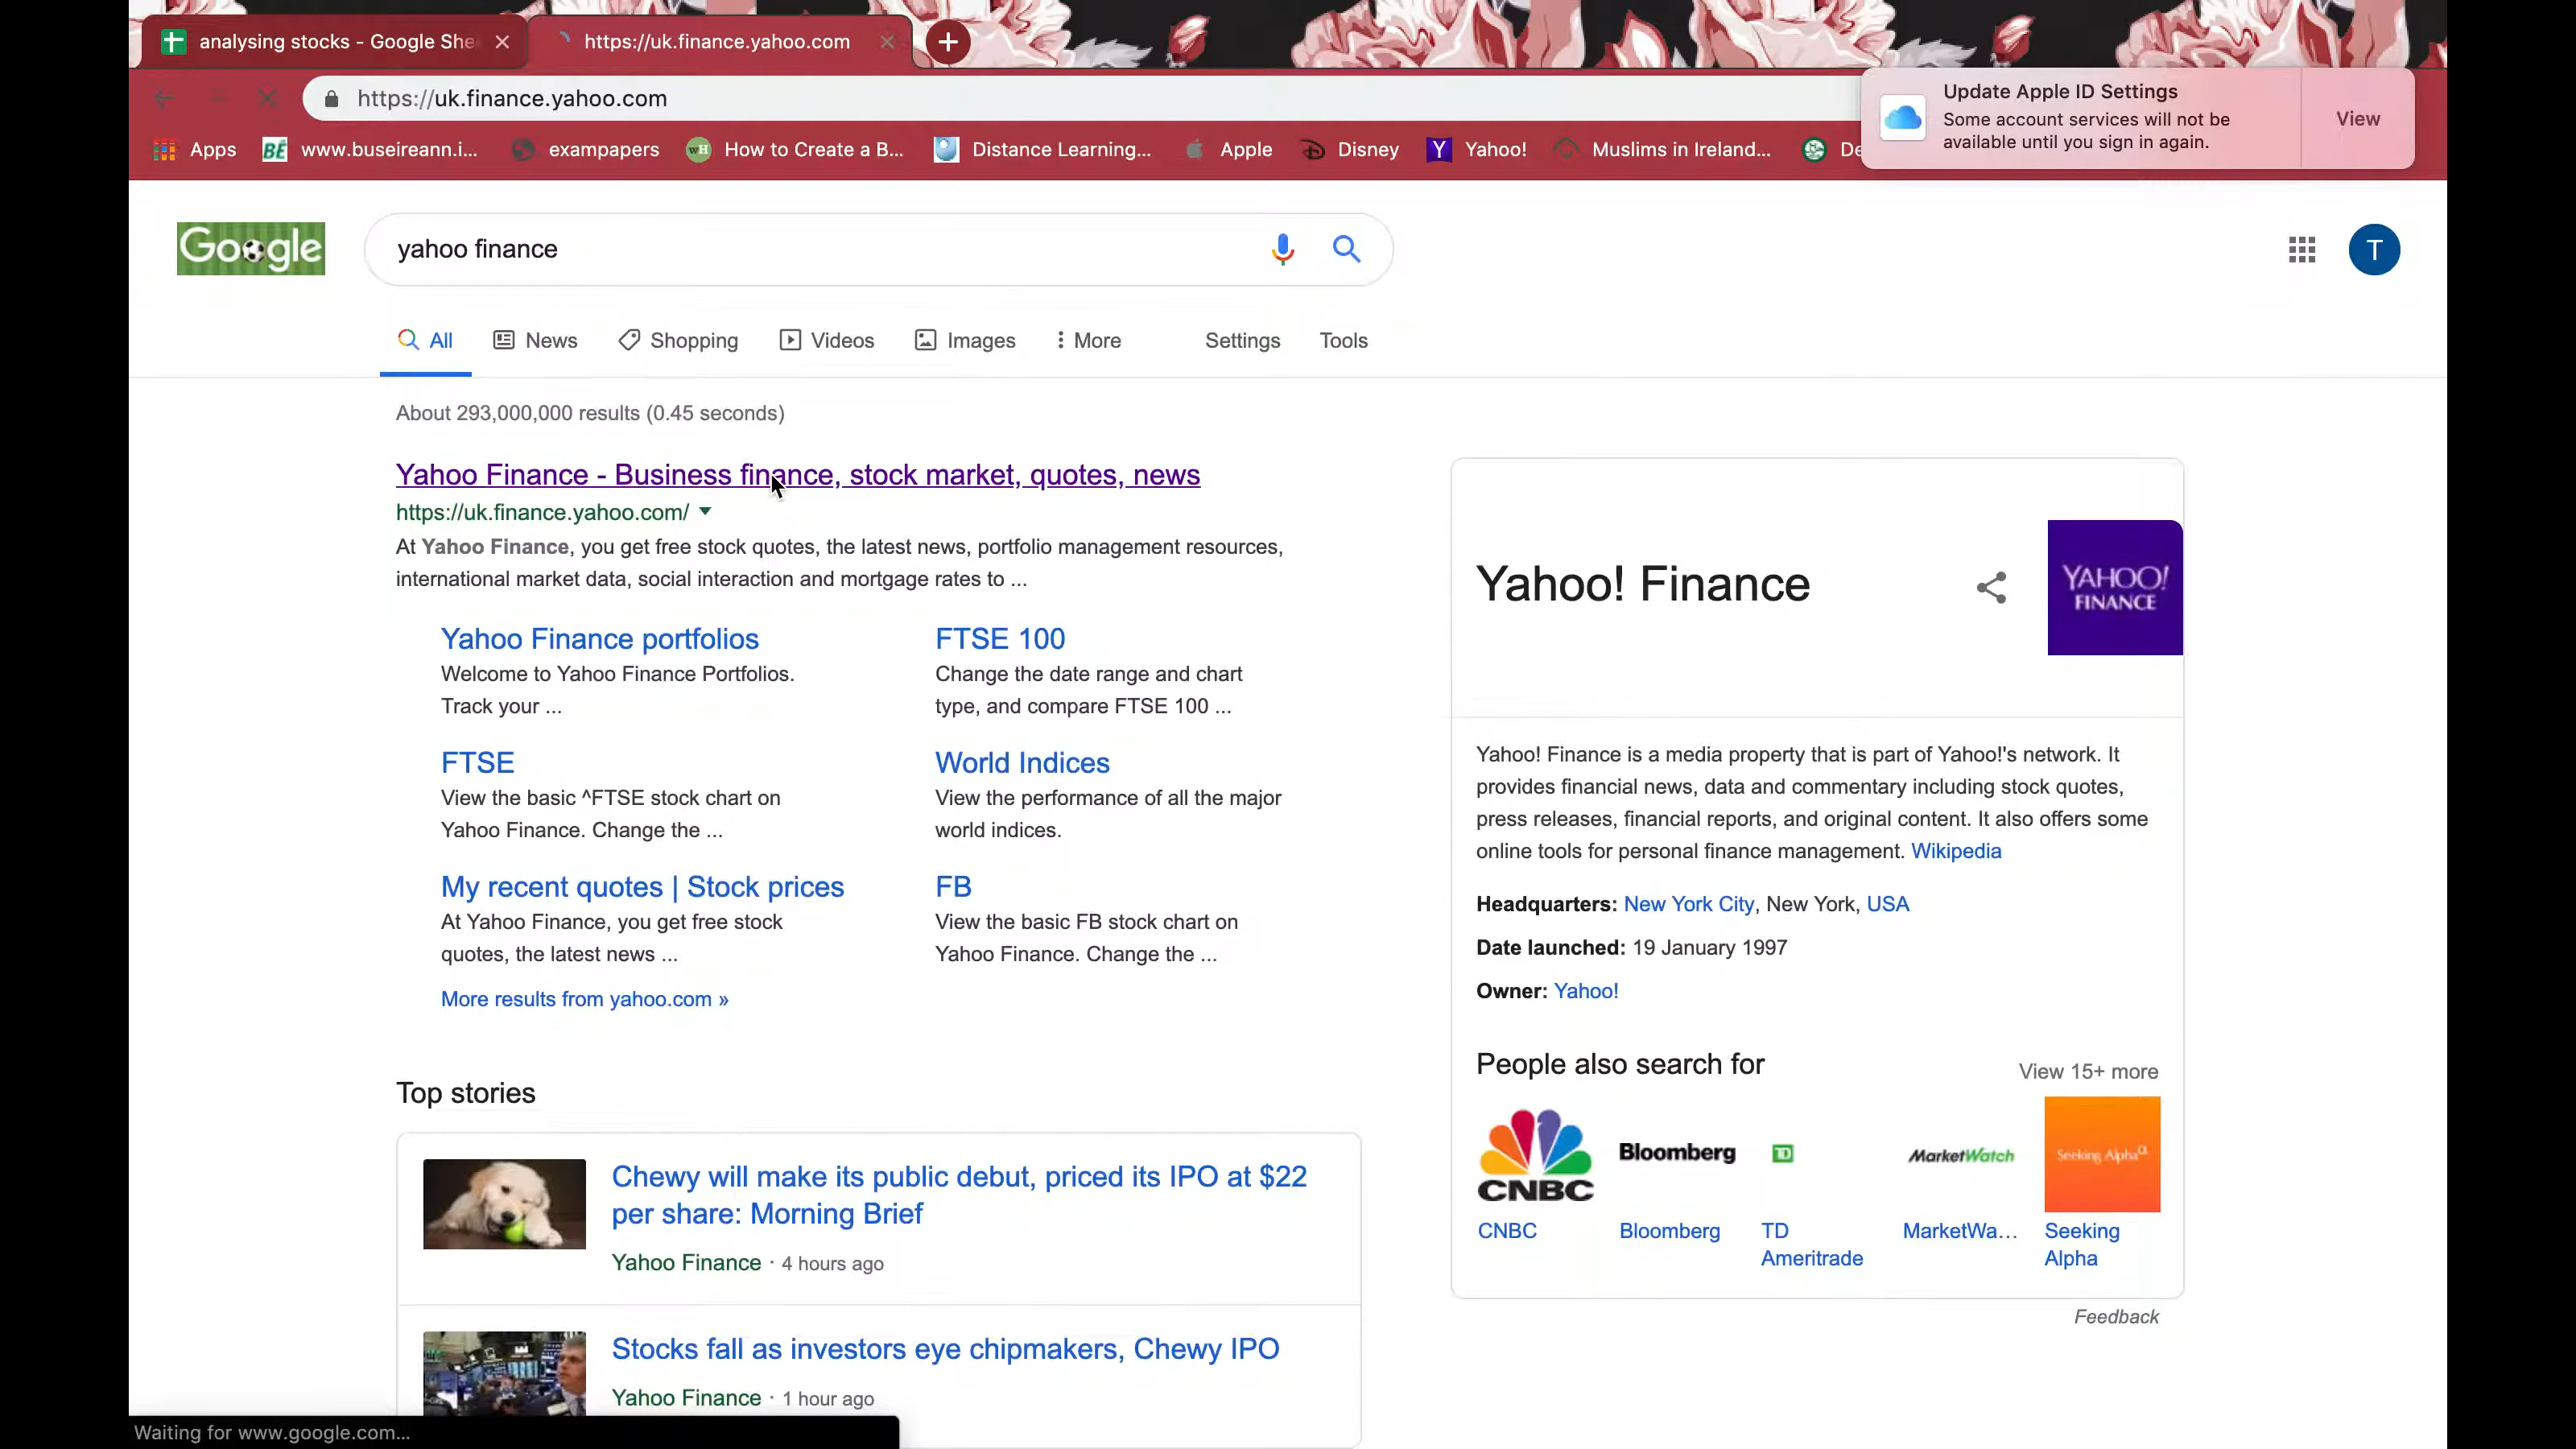 analysing stocks - Google She
https://uk.finance.yahoo.com
https://uk.finance.yahoo.com
Update Apple ID Settings
Some account services will not be
available until you sign in again.
View
Apps
BÉ www.buseireann.i...
exampapers
wH How to Create a B...
Distance Learning...
Apple
Disney
Y Yahoo!
Muslims in Ireland...
De
Google
yahoo finance
T
All
News
Shopping
Videos
Images
More
Settings
Tools
About 293,000,000 results (0.45 seconds)
Yahoo Finance - Business finance, stock market, quotes, news
https://uk.finance.yahoo.com/
At Yahoo Finance, you get free stock quotes, the latest news, portfolio management resources,
international market data, social interaction and mortgage rates to ...
Yahoo Finance portfolios
Welcome to Yahoo Finance Portfolios.
Track your ...
FTSE 100
Change the date range and chart
type, and compare FTSE 100 ...
FTSE
View the basic ^FTSE stock chart on
Yahoo Finance. Change the ...
World Indices
View the performance of all the major
world indices.
My recent quotes | Stock prices
At Yahoo Finance, you get free stock
quotes, the latest news ...
FB
View the basic FB stock chart on
Yahoo Finance. Change the ...
More results from yahoo.com »
Top stories
Chewy will make its public debut, priced its IPO at $22
per share: Morning Brief
Yahoo Finance · 4 hours ago
Stocks fall as investors eye chipmakers, Chewy IPO
Yahoo Finance · 1 hour ago
Yahoo! Finance
YAHOO!
FINANCE
Yahoo! Finance is a media property that is part of Yahoo!'s network. It
provides financial news, data and commentary including stock quotes,
press releases, financial reports, and original content. It also offers some
online tools for personal finance management. Wikipedia
Headquarters: New York City, New York, USA
Date launched: 19 January 1997
Owner: Yahoo!
People also search for
View 15+ more
CNBC
Bloomberg
TD
MarketWatch
Seeking Alpha α
CNBC
Bloomberg
TD
Ameritrade
MarketWa...
Seeking
Alpha
Feedback
Waiting for www.google.com...